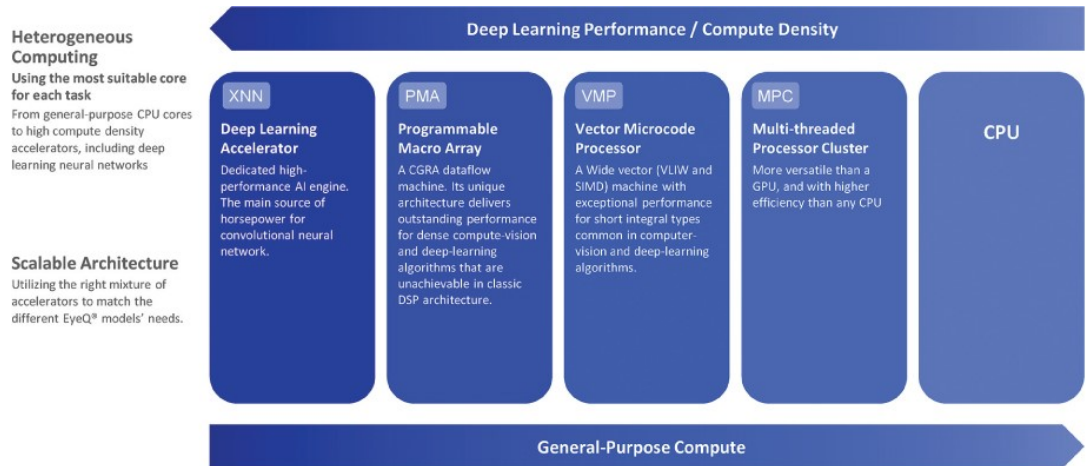 Deep Learning Performance / Compute Density
Heterogeneous
Computing
Using the most suitable core
for each task
From general-purpose CPU cores
to high compute density
accelerators, including deep
learning neural networks
Scalable Architecture
Utilizing the right mixture of
accelerators to match the
different EyeQ® models' needs.
XNN
Deep Learning
Accelerator
Dedicated high-
performance AI engine.
The main source of
horsepower for
convolutional neural
network.
PMA
Programmable
Macro Array
A CGRA dataflow
machine. Its unique
architecture delivers
outstanding performance
for dense compute-vision
and deep-learning
algorithms that are
unachievable in classic
DSP architecture.
VMP
Vector Microcode
Processor
A Wide vector (VLIW and
SIMD) machine with
exceptional performance
for short integral types
common in computer-
vision and deep-learning
algorithms.
MPC
Multi-threaded
Processor Cluster
More versatile than a
GPU, and with higher
efficiency than any CPU
CPU
General-Purpose Compute